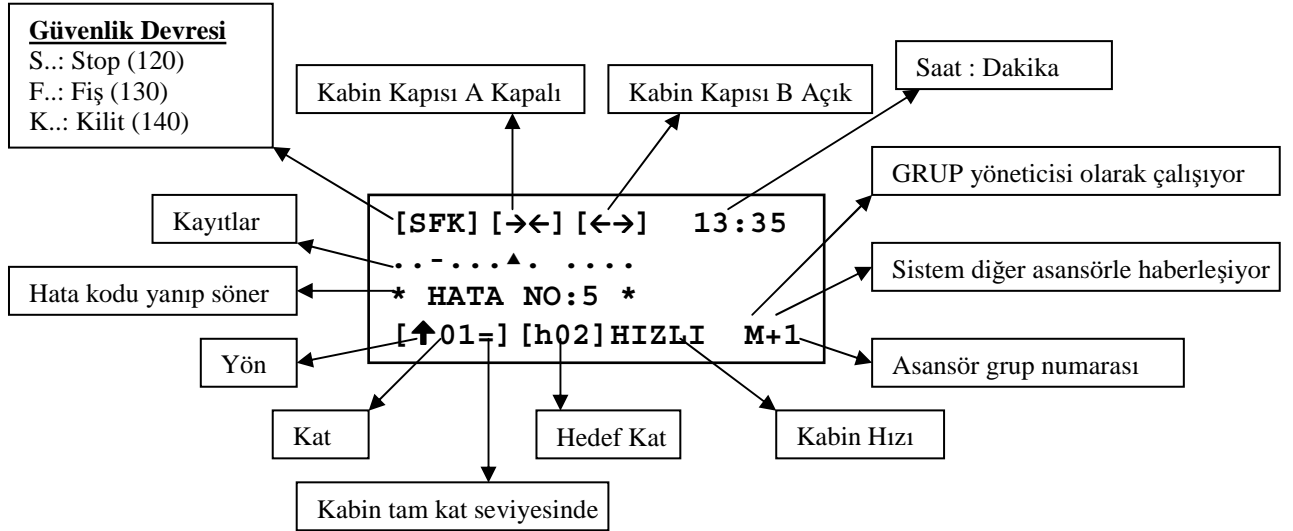 Güvenlik Devresi
S..: Stop (120)
F..: Fiş (130)
K..: Kilit (140)
Kabin Kapısı A Kapalı
Kabin Kapısı B Açık
Saat : Dakika
GRUP yöneticisi olarak çalışıyor
Kayıtlar
Sistem diğer asansörle haberleşiyor
Hata kodu yanıp söner
[SFK][→←][←→] 13:35
..-...▲. ....
* HATA NO:5 *
[↑01=][h02]HIZLI M+1
Yön
Asansör grup numarası
Kat
Hedef Kat
Kabin Hızı
Kabin tam kat seviyesinde